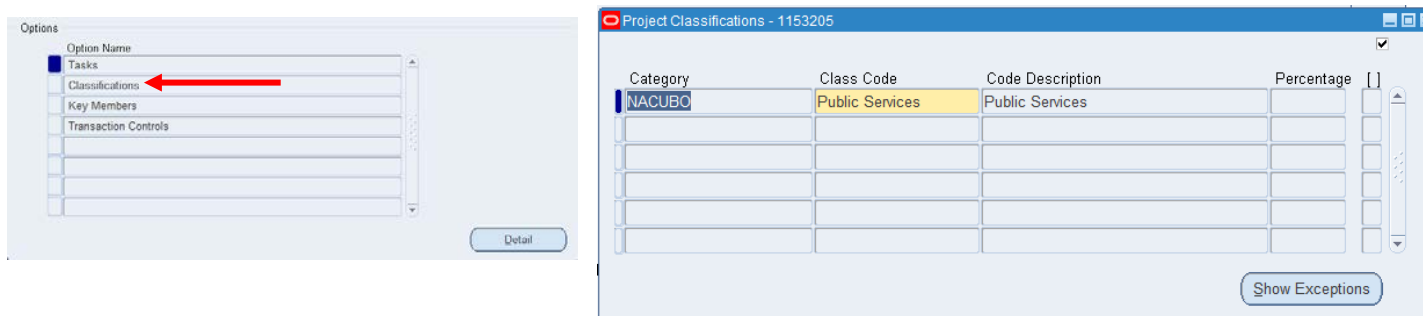 Options
Option Name
Tasks
Classifications
Key Members
Transaction Controls
Detail
Project Classifications - 1153205
Category Class Code Code Description Percentage [ ]
NACUBO Public Services Public Services
Show Exceptions